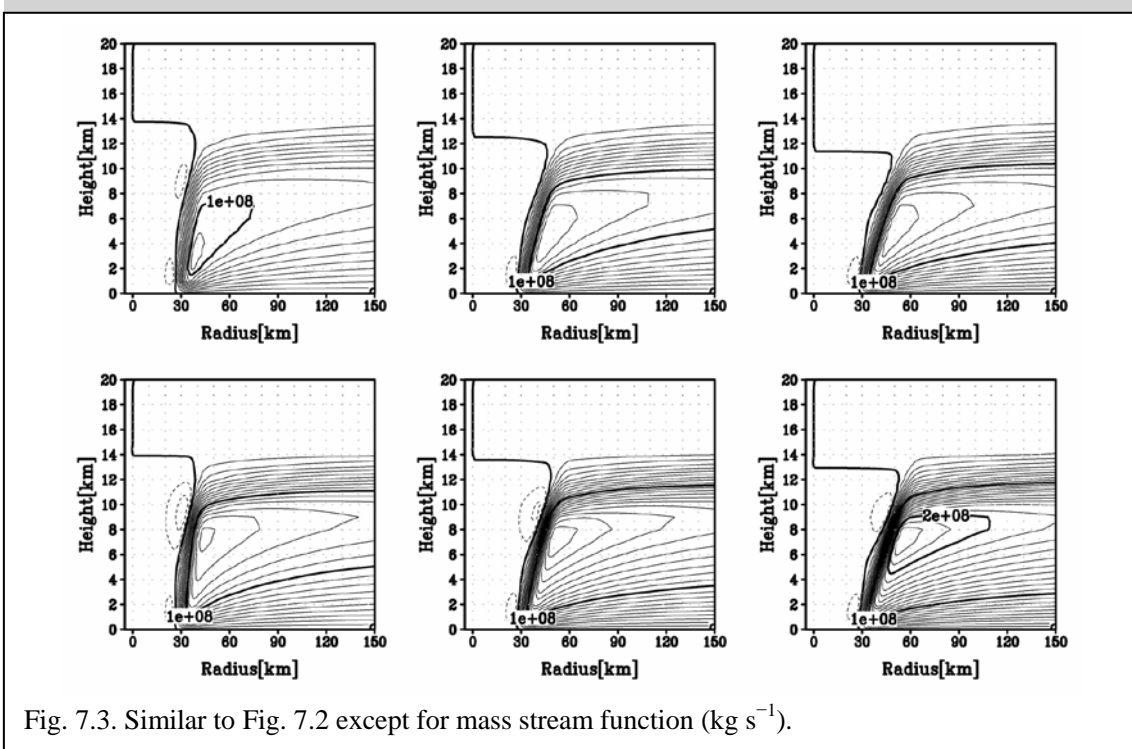 20
18
16
14
12
10
8
6
4
2
0
Height[km]
1e+08
0 30 60 90 120 150
Radius[km]
20
18
16
14
12
10
8
6
4
2
0
Height[km]
1e+08
0 30 60 90 120 150
Radius[km]
20
18
16
14
12
10
8
6
4
2
0
Height[km]
1e+08
0 30 60 90 120 150
Radius[km]
20
18
16
14
12
10
8
6
4
2
0
Height[km]
1e+08
0 30 60 90 120 150
Radius[km]
20
18
16
14
12
10
8
6
4
2
0
Height[km]
1e+08
0 30 60 90 120 150
Radius[km]
20
18
16
14
12
10
8
6
4
2
0
Height[km]
2e+08
1e+08
0 30 60 90 120 150
Radius[km]
Fig. 7.3. Similar to Fig. 7.2 except for mass stream function (kg s⁻¹).